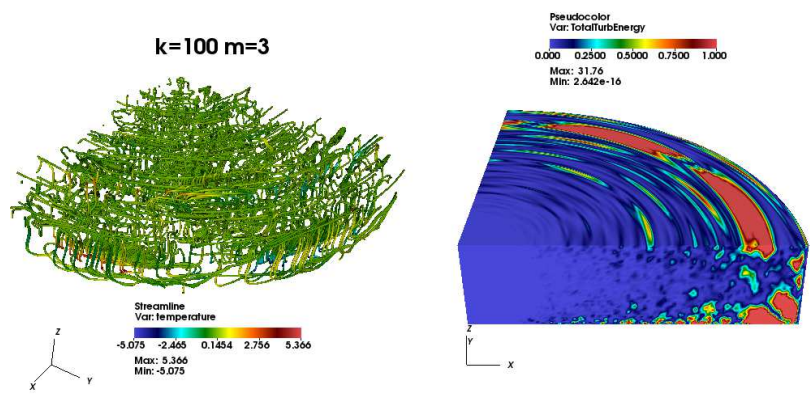 k=100 m=3
Streamline
Var: temperature
-5.075 -2.465 0.1454 2.756 5.366
Max: 5.366
Min: -5.075
Z
X
Y
Pseudocolor
Var: TotalTurbEnergy
0.000 0.2500 0.5000 0.7500 1.000
Max: 31.76
Min: 2.642e-16
Z
Y
X